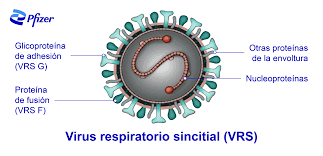 Pfizer
Glicoproteína
de adhesión
(VRS G)
Otras proteínas
de la envoltura
Nucleoproteínas
Proteína
de fusión
(VRS F)
Virus respiratorio sincitial (VRS)